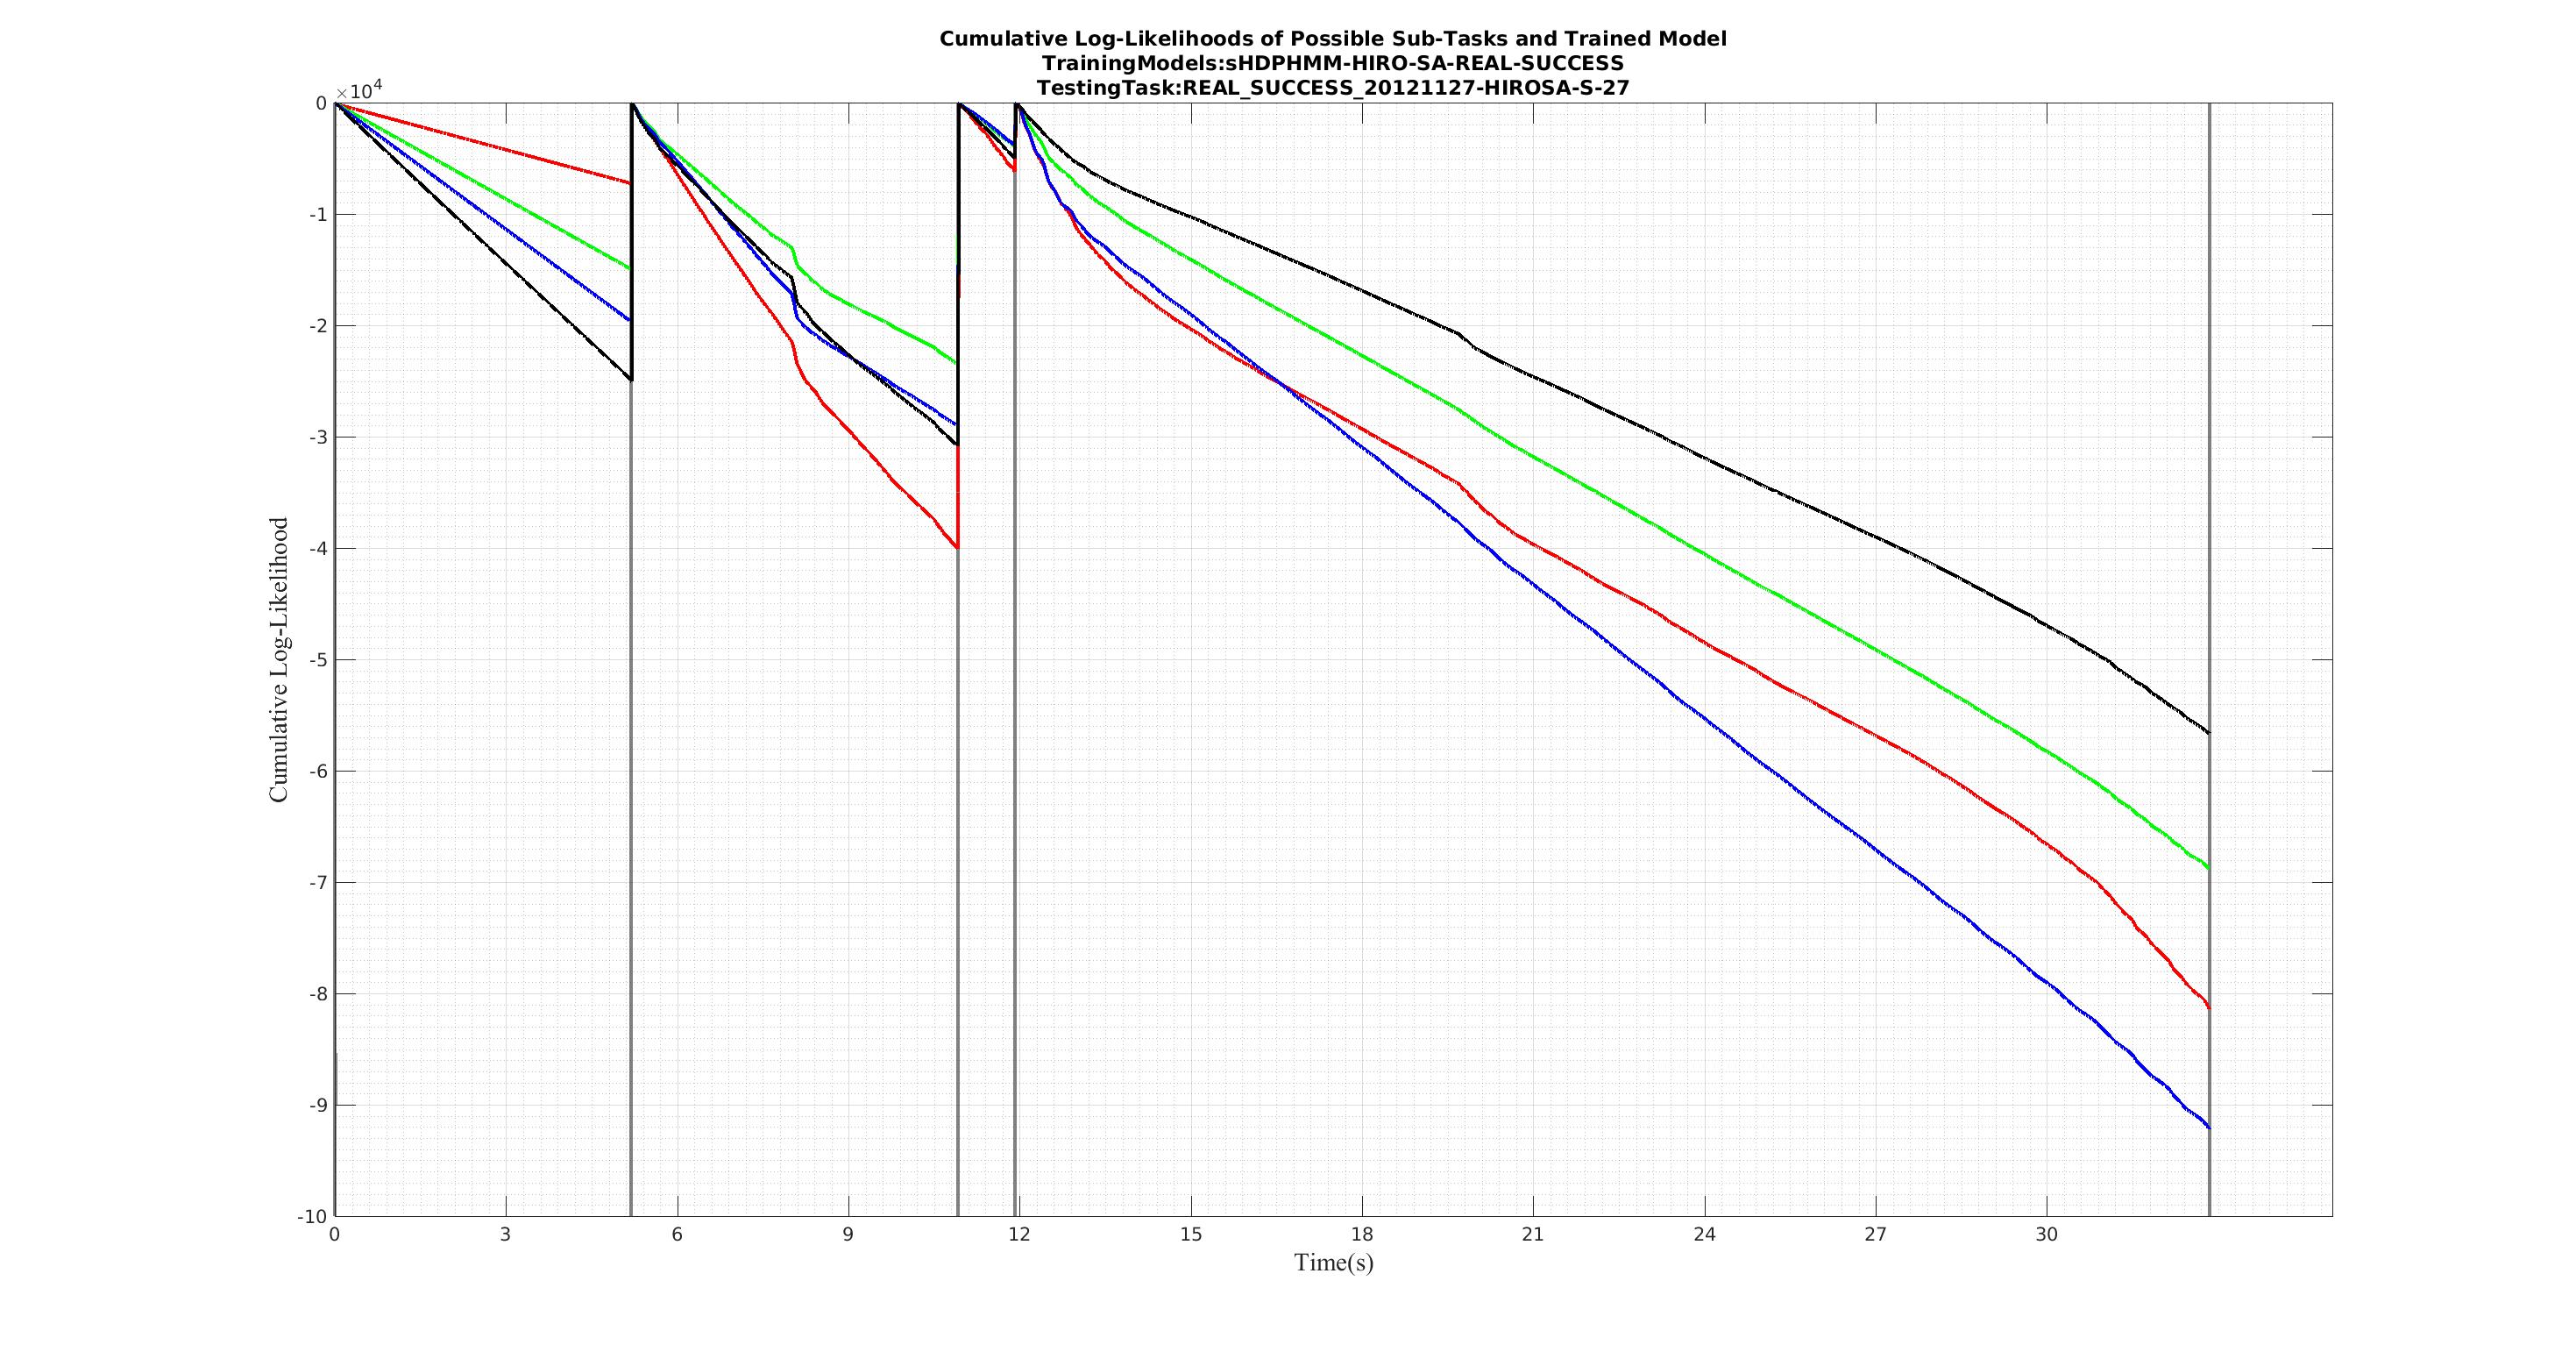 Cumulative Log-Likelihoods of Possible Sub-Tasks and Trained Model
TrainingModels:sHDPHMM-HIRO-SA-REAL-SUCCESS
TestingTask:REAL_SUCCESS_20121127-HIROSA-S-27
×10⁴
0
-1
-2
-3
-4
-5
-6
-7
-8
-9
-10
Cumulative Log-Likelihood
0 3 6 9 12 15 18 21 24 27 30
Time(s)